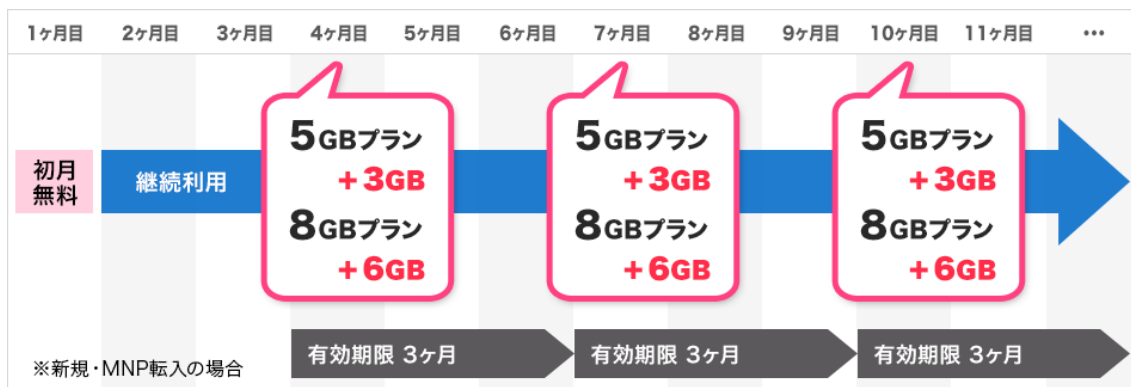 1ヶ月目 2ヶ月目 3ヶ月目 4ヶ月目 5ヶ月目 6ヶ月目 7ヶ月目 8ヶ月目 9ヶ月目 10ヶ月目 11ヶ月目 …
初月
無料
継続利用
5GBプラン
+3GB
8GBプラン
+6GB
5GBプラン
+3GB
8GBプラン
+6GB
5GBプラン
+3GB
8GBプラン
+6GB
有効期限 3ヶ月
有効期限 3ヶ月
有効期限 3ヶ月
※新規・MNP転入の場合